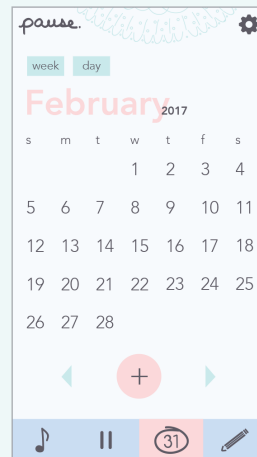 pause.
week day
February 2017
s m t w t f s
1 2 3 4
5 6 7 8 9 10 11
12 13 14 15 16 17 18
19 20 21 22 23 24 25
26 27 28
+
31